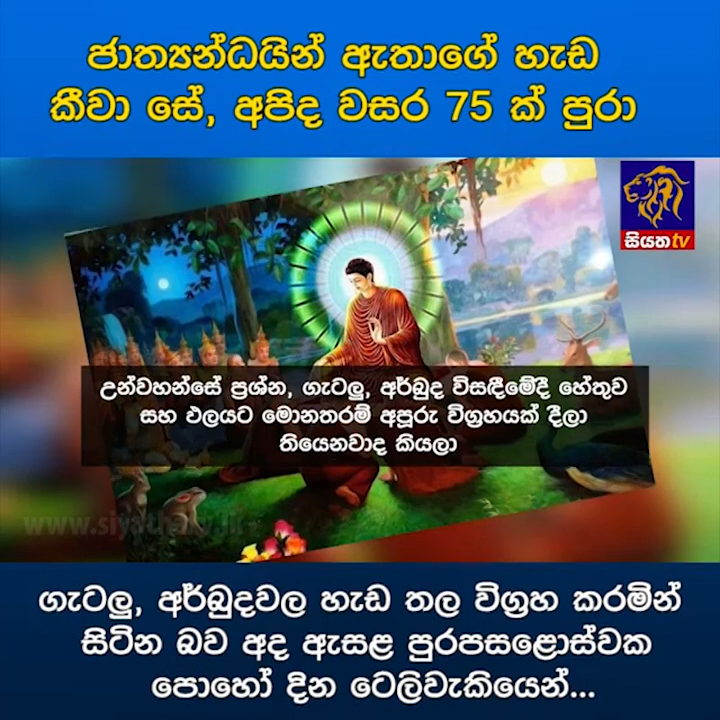 ජාත්‍යන්ධයින් ඇතාගේ හැඩ
කීවා සේ, අපිද වසර 75 ක් පුරා
සියත tv
උන්වහන්සේ ප්‍රශ්න, ගැටලු, අර්බුද විසඳීමේදී හේතුව
සහ ඵලයට මොනතරම් අපූරු විග්‍රහයක් දීලා
තියෙනවාද කියලා
ගැටලු, අර්බුදවල හැඩ තල විග්‍රහ කරමින්
සිටින බව අද ඇසළ පුරපසළොස්වක
පොහෝ දින ටෙලිවැකියෙන්...